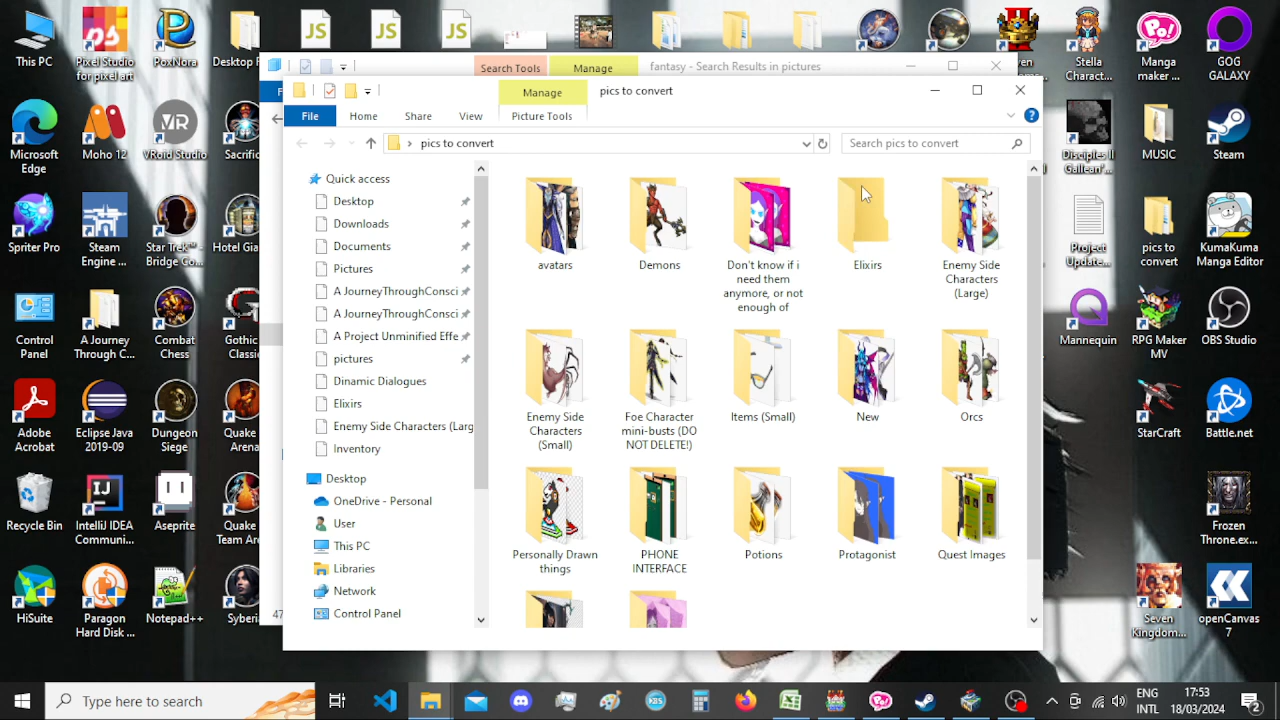 This PC
Pixel Studio
for pixel art
PoxNora
Desktop F
JS
JS
JS
Stella
Charact...
Manga
maker ...
GOG
GALAXY
Search Tools
Manage
fantasy - Search Results in pictures
Manage
pics to convert
File
Home
Share
View
Picture Tools
pics to convert
Search pics to convert
Microsoft
Edge
Moho 12
VR
VRoid Studio
Sacrific
Disciples II
Gallean'...
MUSIC
Steam
Quick access
Desktop
Downloads
Documents
Pictures
A JourneyThroughConsci
A JourneyThroughConsci
A Project Unminified Effe
pictures
Dinamic Dialogues
Elixirs
Enemy Side Characters (Larg
Inventory
Desktop
OneDrive - Personal
User
This PC
Libraries
Network
Control Panel
avatars
Demons
Don't know if i
need them
anymore, or not
enough of
Elixirs
Enemy Side
Characters
(Large)
Enemy Side
Characters
(Small)
Foe Character
mini-busts (DO
NOT DELETE!)
Items (Small)
New
Orcs
Personally Drawn
things
PHONE
INTERFACE
Potions
Protagonist
Quest Images
Spriter Pro
Steam
Engine ...
Star Trek™ -
Bridge Co...
Hotel Gia
Project
Update...
pics to
convert
KumaKuma
Manga Editor
Control
Panel
A Journey
Through C...
Combat
Chess
Gothic
Classic
Mannequin
RPG Maker
MV
OBS Studio
Adobe
Acrobat
Eclipse Java
2019-09
Dungeon
Siege
Quake
Arena
StarCraft
Battle.net
Recycle Bin
IntelliJ IDEA
Communi...
Aseprite
Quake
Team Are
Frozen
Throne.ex...
HiSuite
Paragon
Hard Disk ...
Notepad++
Syberi
Seven
Kingdom...
openCanvas
7
47
Type here to search
ENG
INTL
17:53
18/03/2024
2